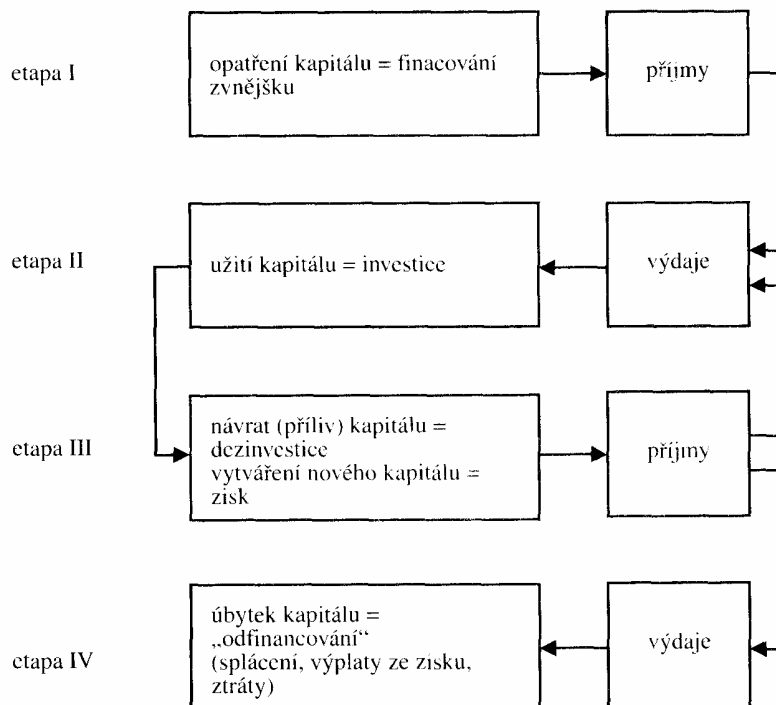 etapa I
opatření kapitálu = finacování
zvnějšku
příjmy
etapa II
užití kapitálu = investice
výdaje
etapa III
návrat (příliv) kapitálu =
dezinvestice
vytváření nového kapitálu =
zisk
příjmy
etapa IV
úbytek kapitálu =
„odfinancování“
(splácení, výplaty ze zisku,
ztráty)
výdaje